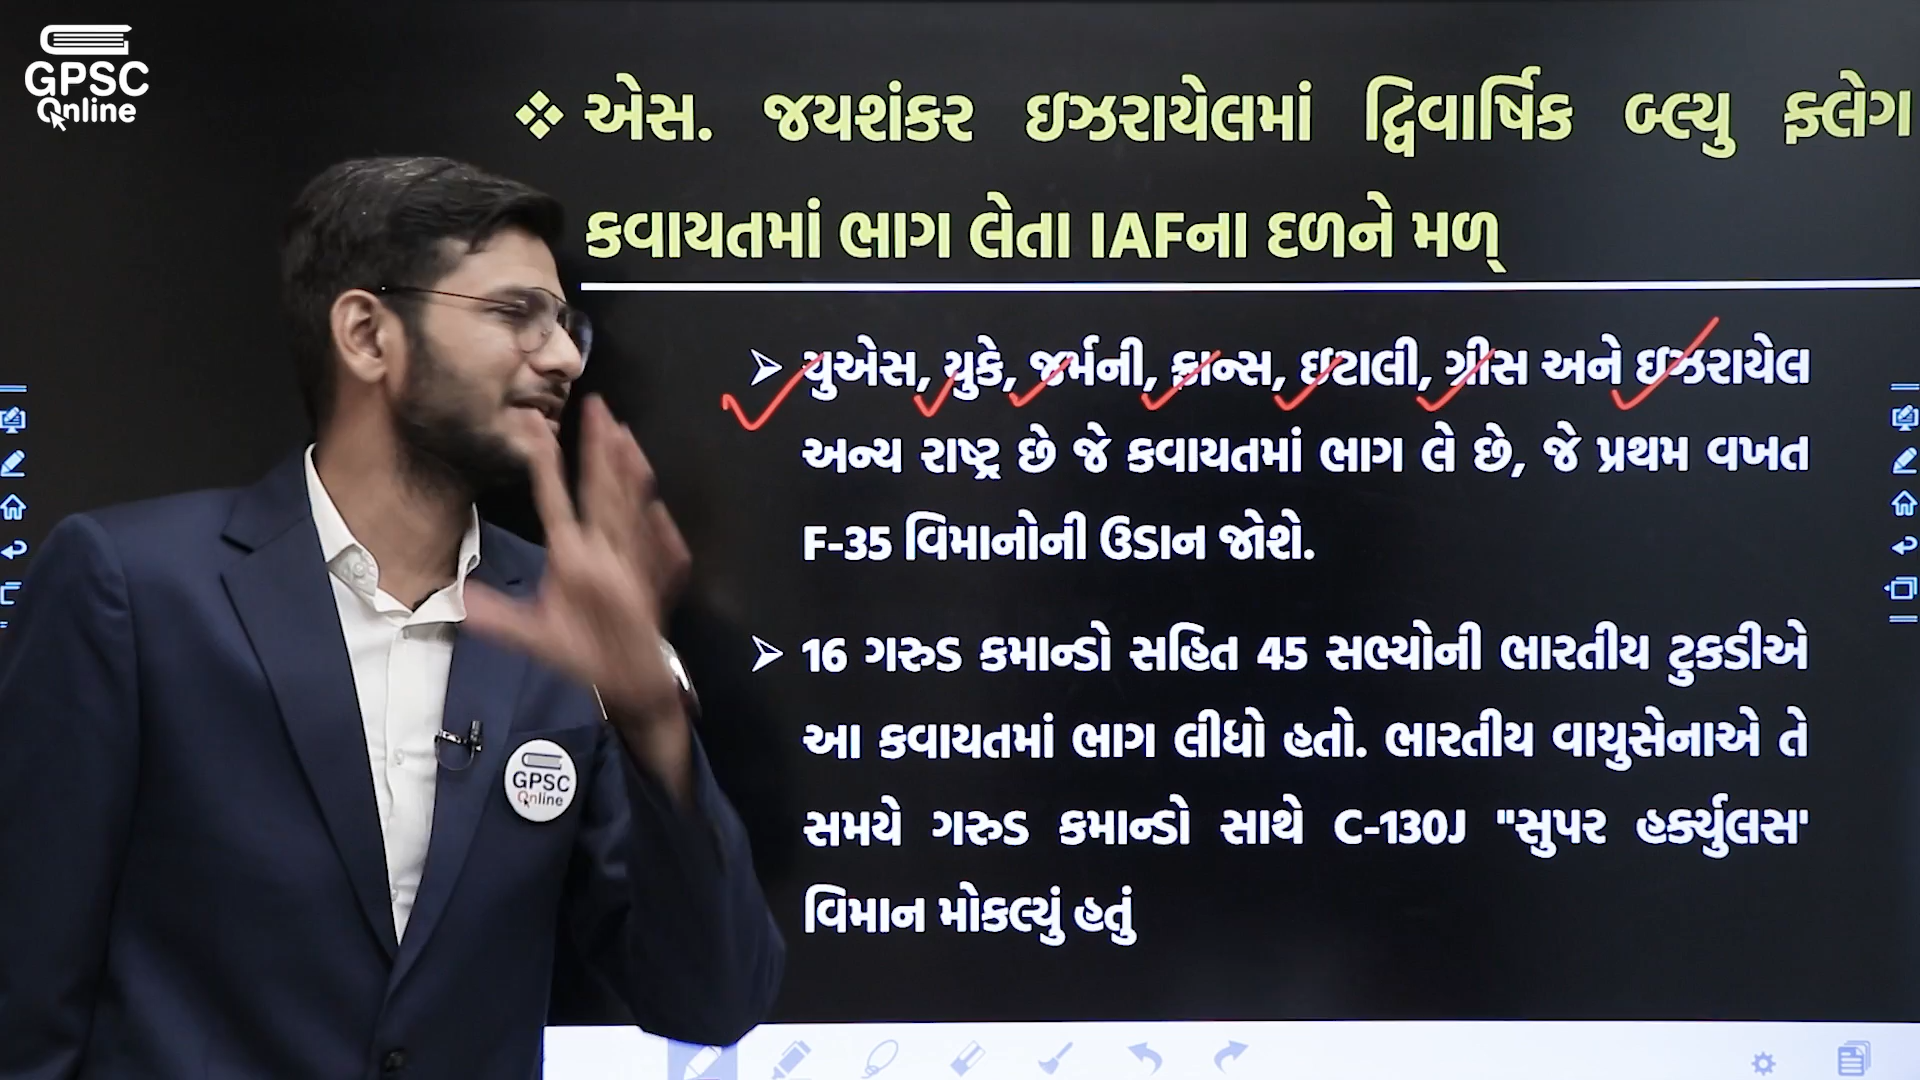 GPSC
Online
❖ એસ. જયશંકર ઇઝરાયેલમાં દ્વિવાર્ષિક બ્લ્યુ ફ્લેગ
કવાયતમાં ભાગ લેતા IAFના દળને મળ્
➢ યુએસ, યુકે, જર્મની, ફ્રાન્સ, ઇટાલી, ગ્રીસ અને ઇઝરાયેલ
અન્ય રાષ્ટ્ર છે જે કવાયતમાં ભાગ લે છે, જે પ્રથમ વખત
F-35 વિમાનોની ઉડાન જોશે.
➢ 16 ગરુડ કમાન્ડો સહિત 45 સભ્યોની ભારતીય ટુકડીએ
આ કવાયતમાં ભાગ લીધો હતો. ભારતીય વાયુસેનાએ તે
સમયે ગરુડ કમાન્ડો સાથે C-130J "સુપર હર્ક્યુલસ'
વિમાન મોકલ્યું હતું
GPSC
Online